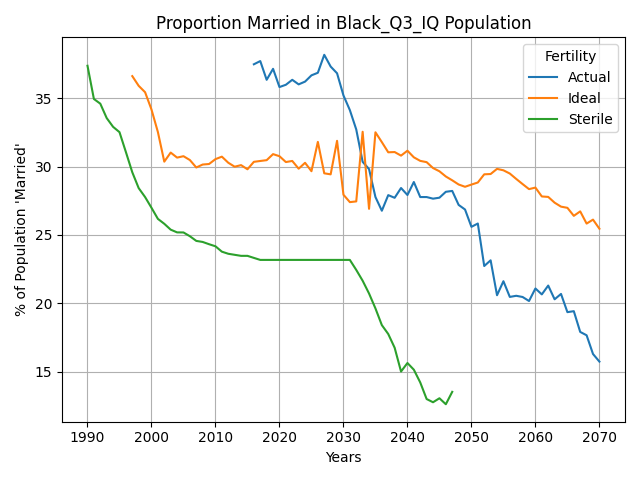 Proportion Married in Black_Q3_IQ Population
% of Population 'Married'
35
30
25
20
15
Fertility
Actual
Ideal
Sterile
1990 2000 2010 2020 2030 2040 2050 2060 2070
Years